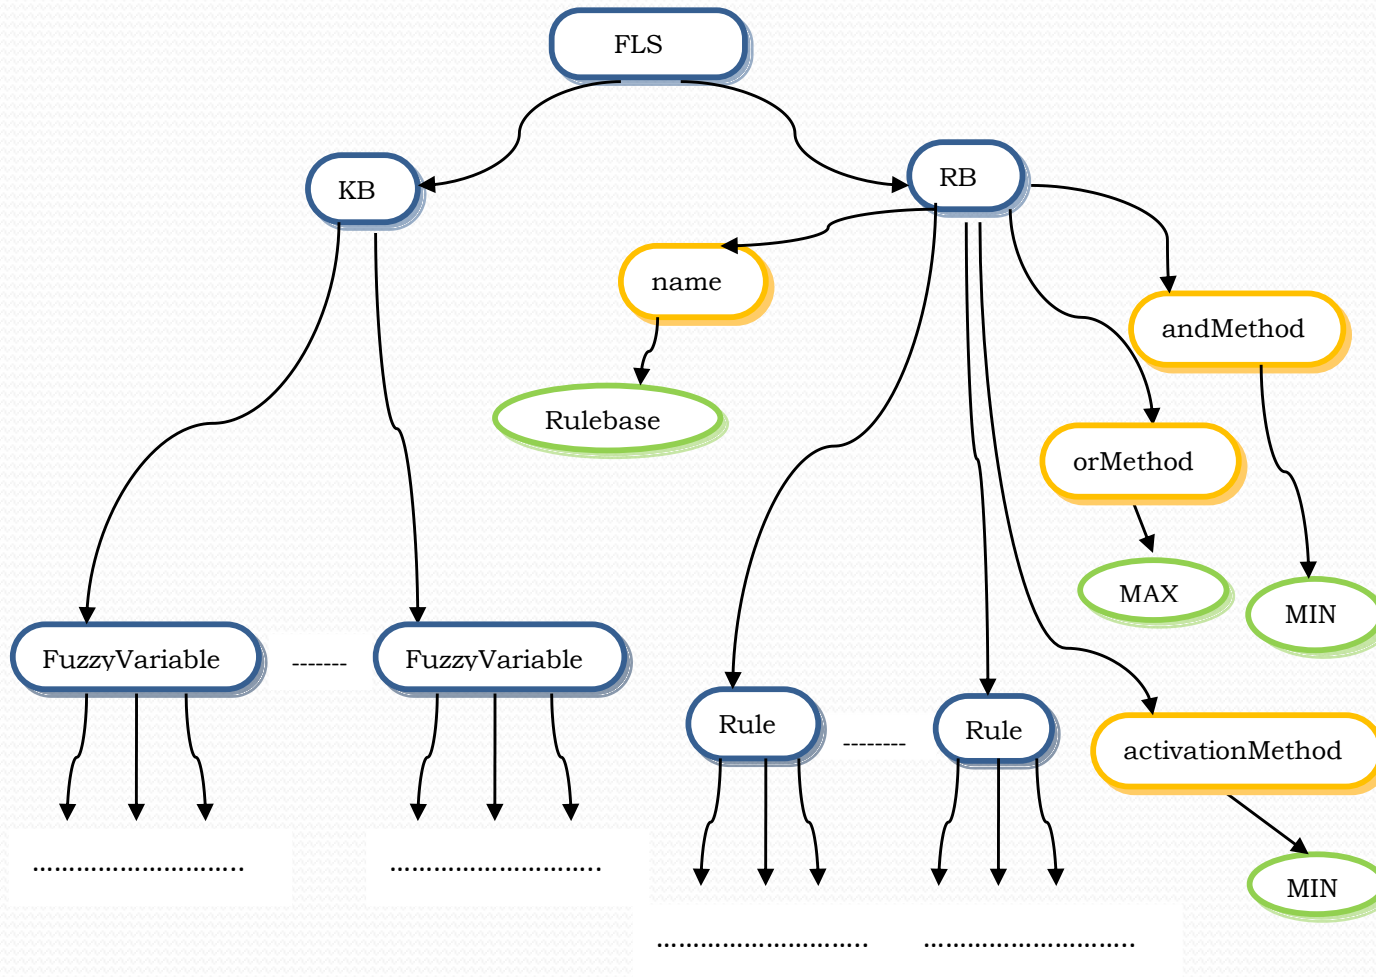 FLS
KB
RB
name
andMethod
Rulebase
orMethod
MAX
MIN
FuzzyVariable
-------
FuzzyVariable
Rule
--------
Rule
activationMethod
………………………..
………………………..
MIN
………………………..
………………………..